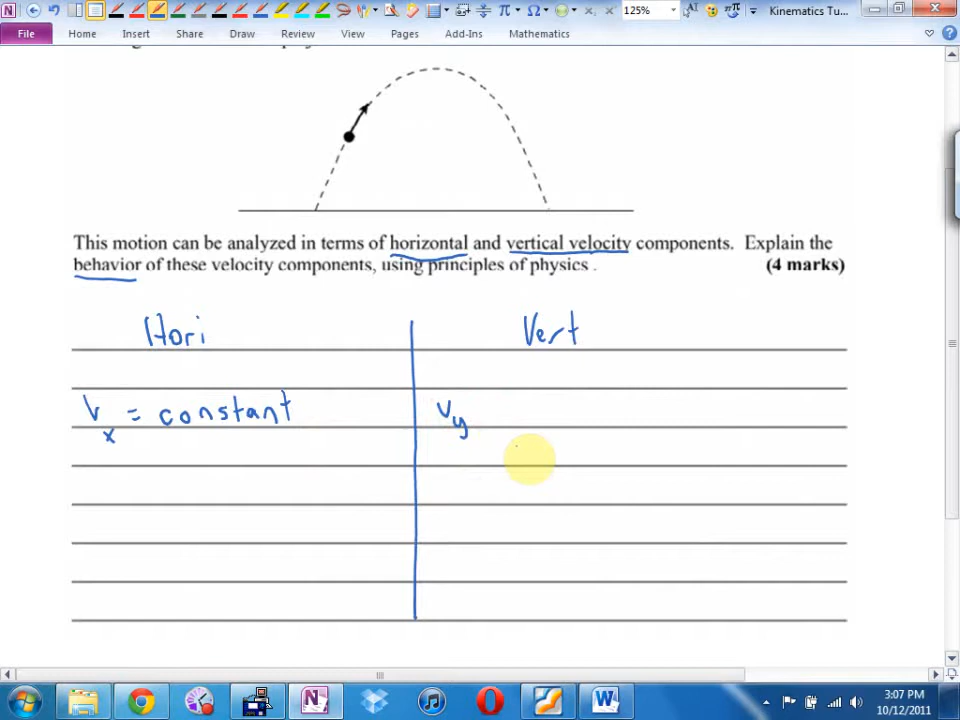 125%
Kinematics Tu...
File Home Insert Share Draw Review View Pages Add-Ins Mathematics
This motion can be analyzed in terms of horizontal and vertical velocity components. Explain the
behavior of these velocity components, using principles of physics .
(4 marks)
Hori Vert
Vx = constant Vy
3:07 PM
10/12/2011